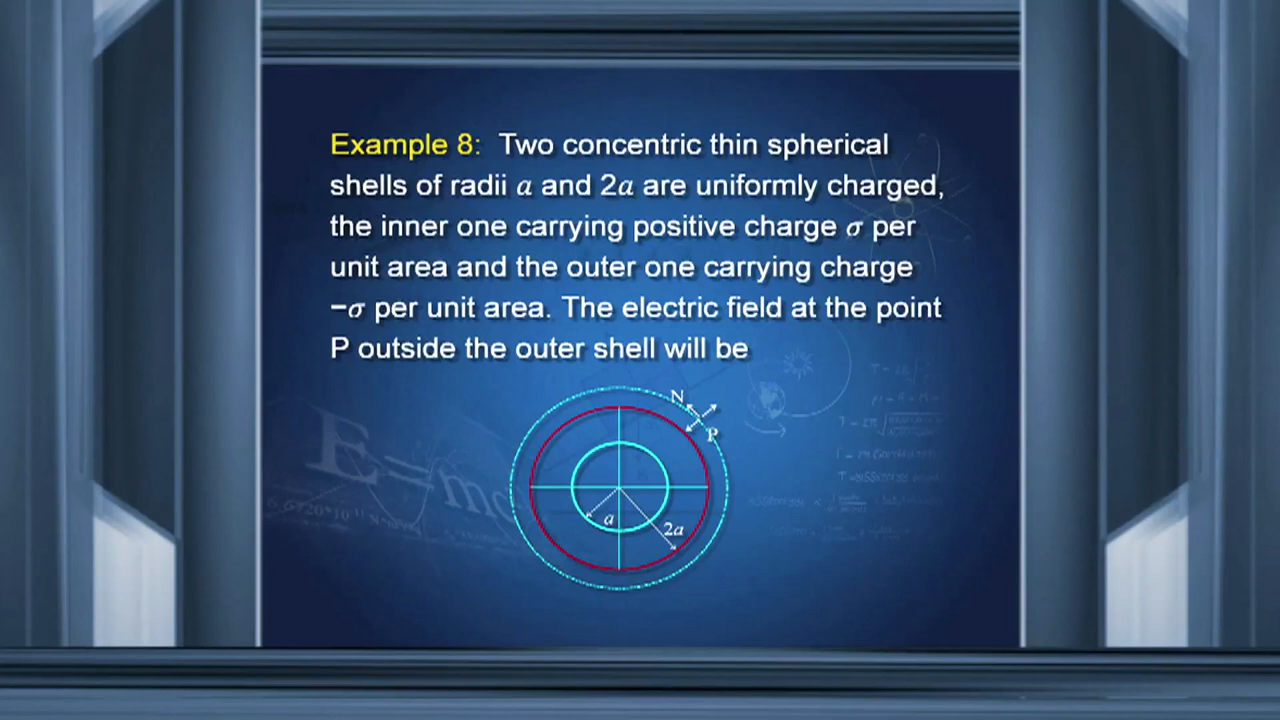 Example 8: Two concentric thin spherical
shells of radii a and 2a are uniformly charged,
the inner one carrying positive charge σ per
unit area and the outer one carrying charge
−σ per unit area. The electric field at the point
P outside the outer shell will be
N
P
a
2a
E=mc